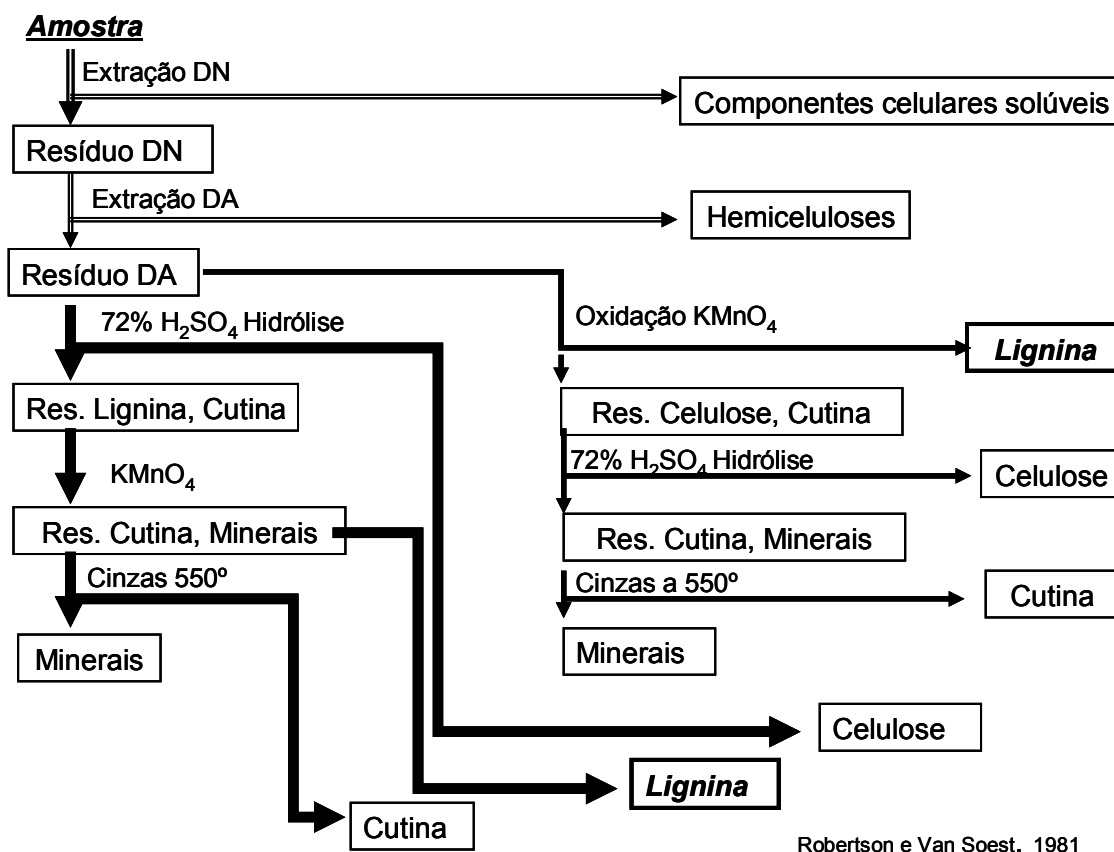 Amostra
Extração DN
Componentes celulares solúveis
Resíduo DN
Extração DA
Hemiceluloses
Resíduo DA
72% H₂SO₄ Hidrólise
Oxidação KMnO₄
Lignina
Res. Lignina, Cutina
Res. Celulose, Cutina
72% H₂SO₄ Hidrólise
KMnO₄
Celulose
Res. Cutina, Minerais
Res. Cutina, Minerais
Cinzas 550º
Cinzas a 550º
Cutina
Minerais
Minerais
Celulose
Lignina
Cutina
Robertson e Van Soest. 1981